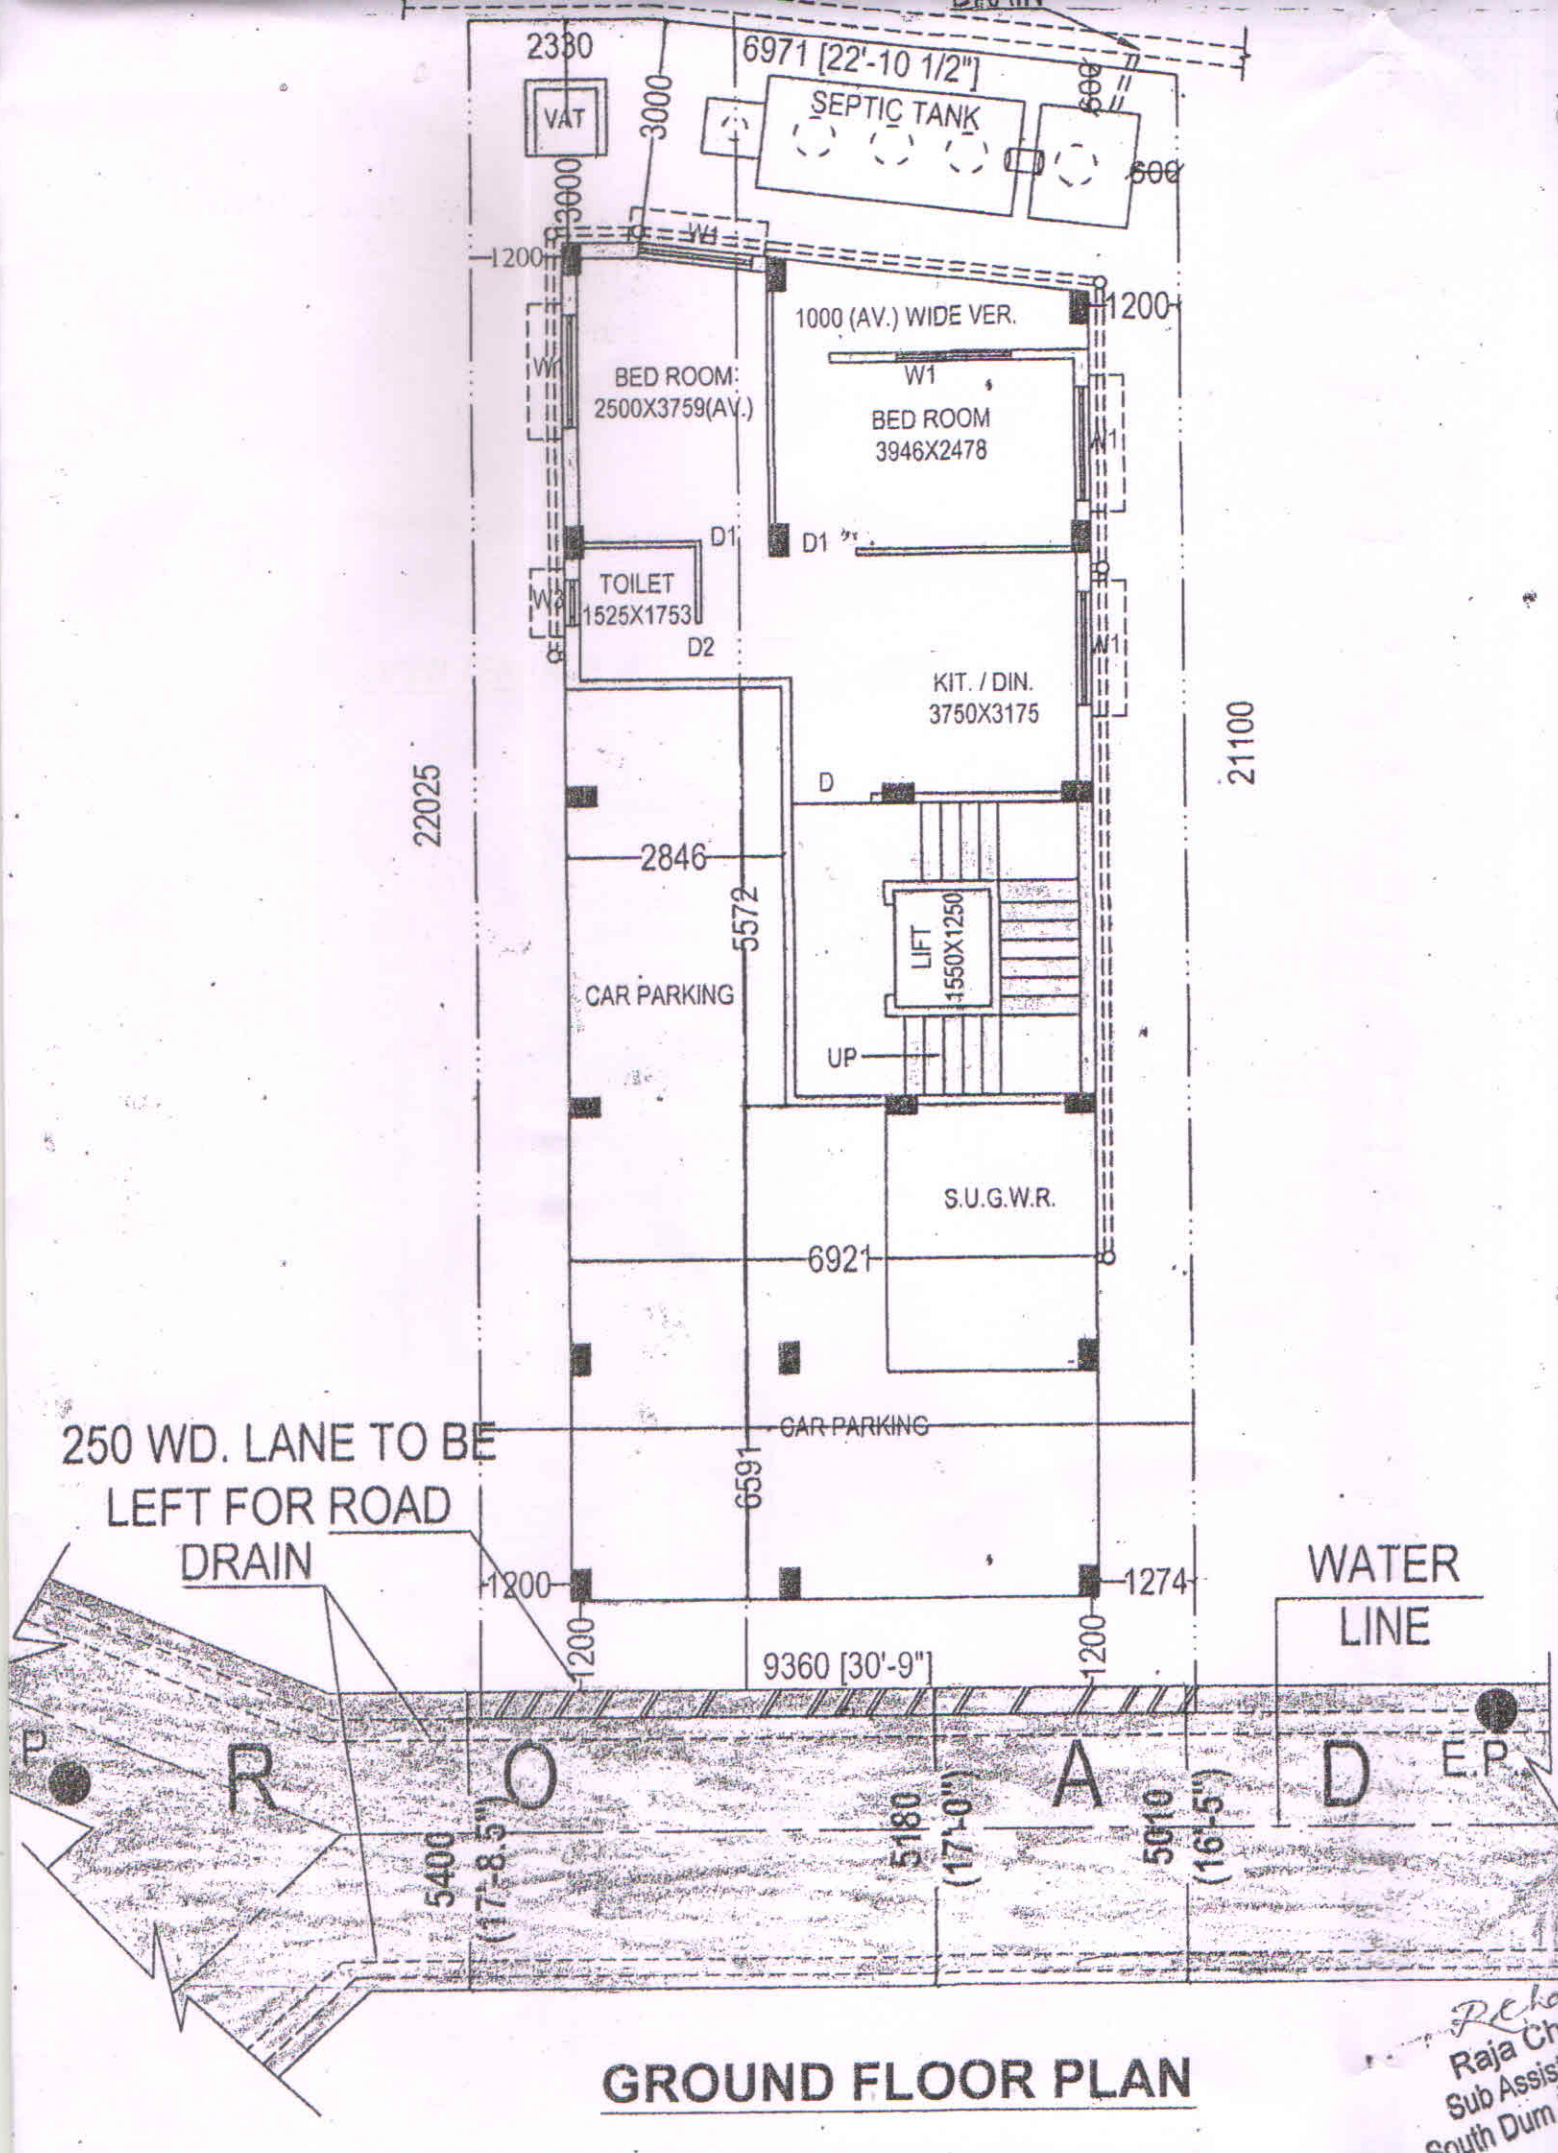 DRAIN
2330
6971 [22'-10 1/2"]
VAT
3000
SEPTIC TANK
600
600
3000
W1
1200
1200
1000 (AV.) WIDE VER.
W1
W1
BED ROOM
2500X3759(AV.)
BED ROOM
3946X2478
W1
D1
D1
TOILET
1525X1753
W3
D2
W1
KIT. / DIN.
3750X3175
22025
21100
D
2846
5572
LIFT
1550X1250
CAR PARKING
UP
S.U.G.W.R.
6921
CAR PARKING
6591
250 WD. LANE TO BE
LEFT FOR ROAD
DRAIN
1200
1274
WATER
LINE
1200
1200
9360 [30'-9"]
P.
R O A D
E.P.
5400
(17'-8.5")
5180
(17'-0")
5010
(16'-5")
GROUND FLOOR PLAN
Raja
Sub
South Dum